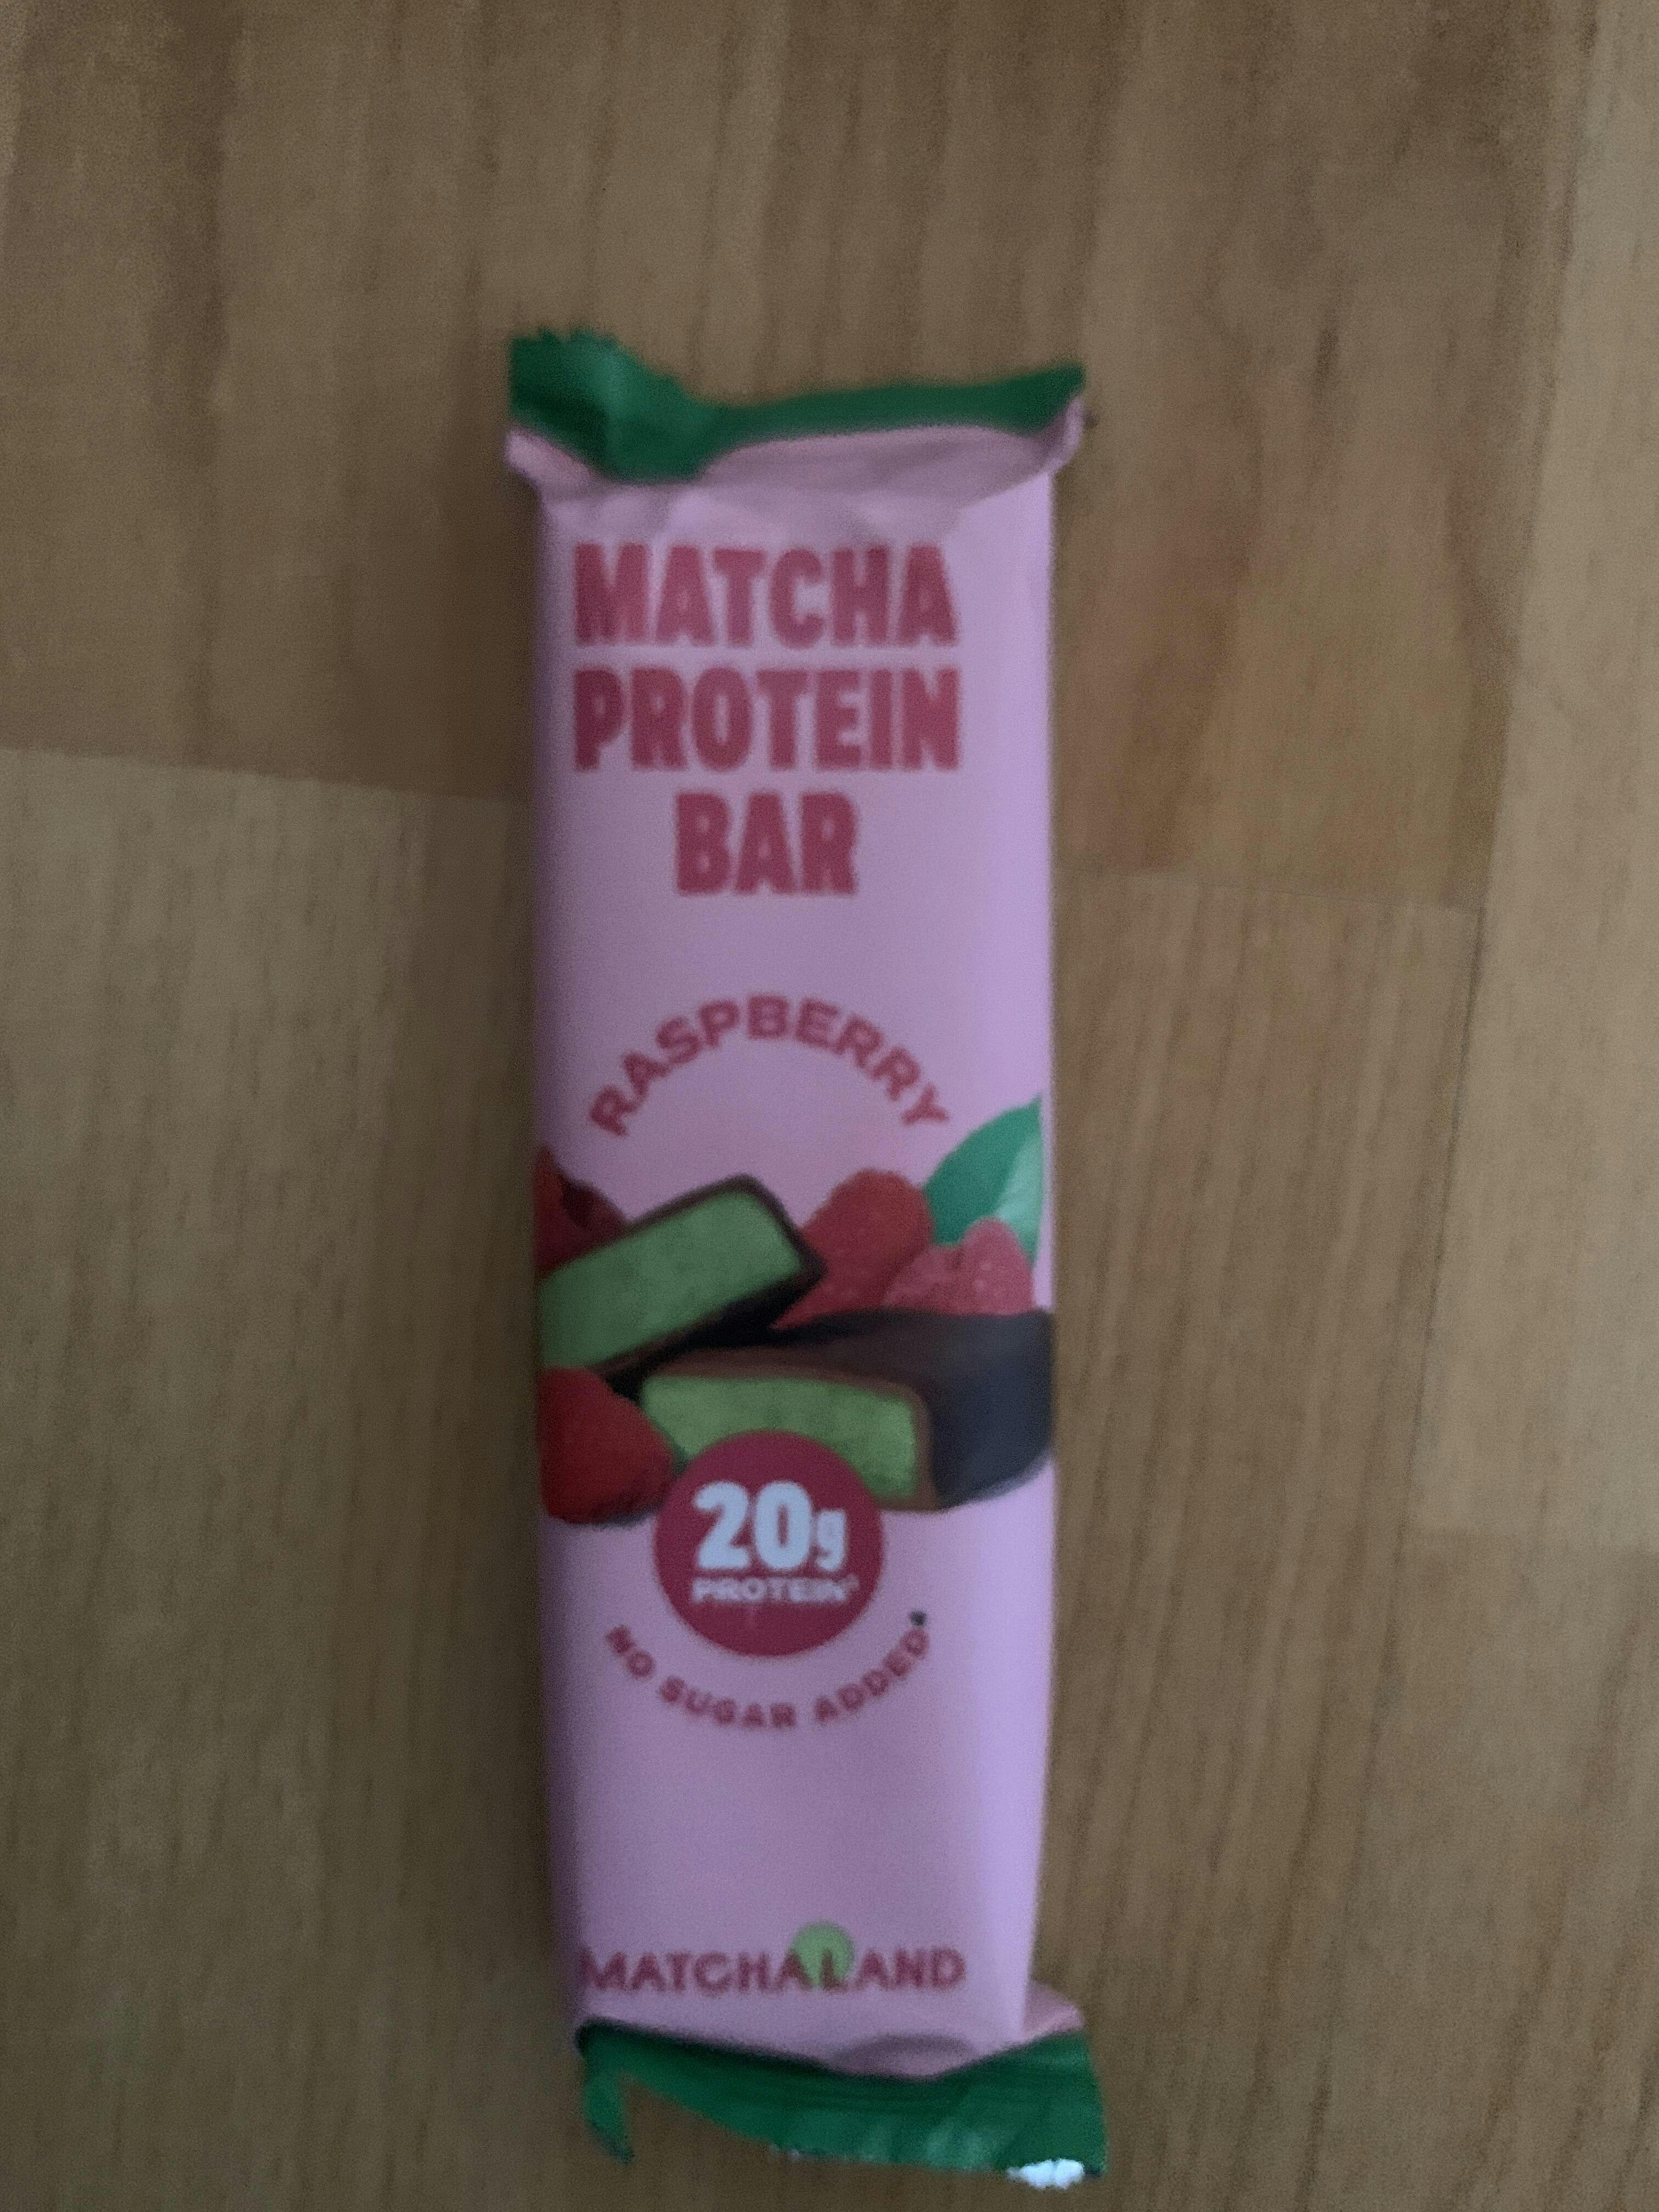 MATCHA
PROTEIN
BAR
RASPBERRY
20g
PROTEIN*
NO SUGAR ADDED*
MATCHALAND